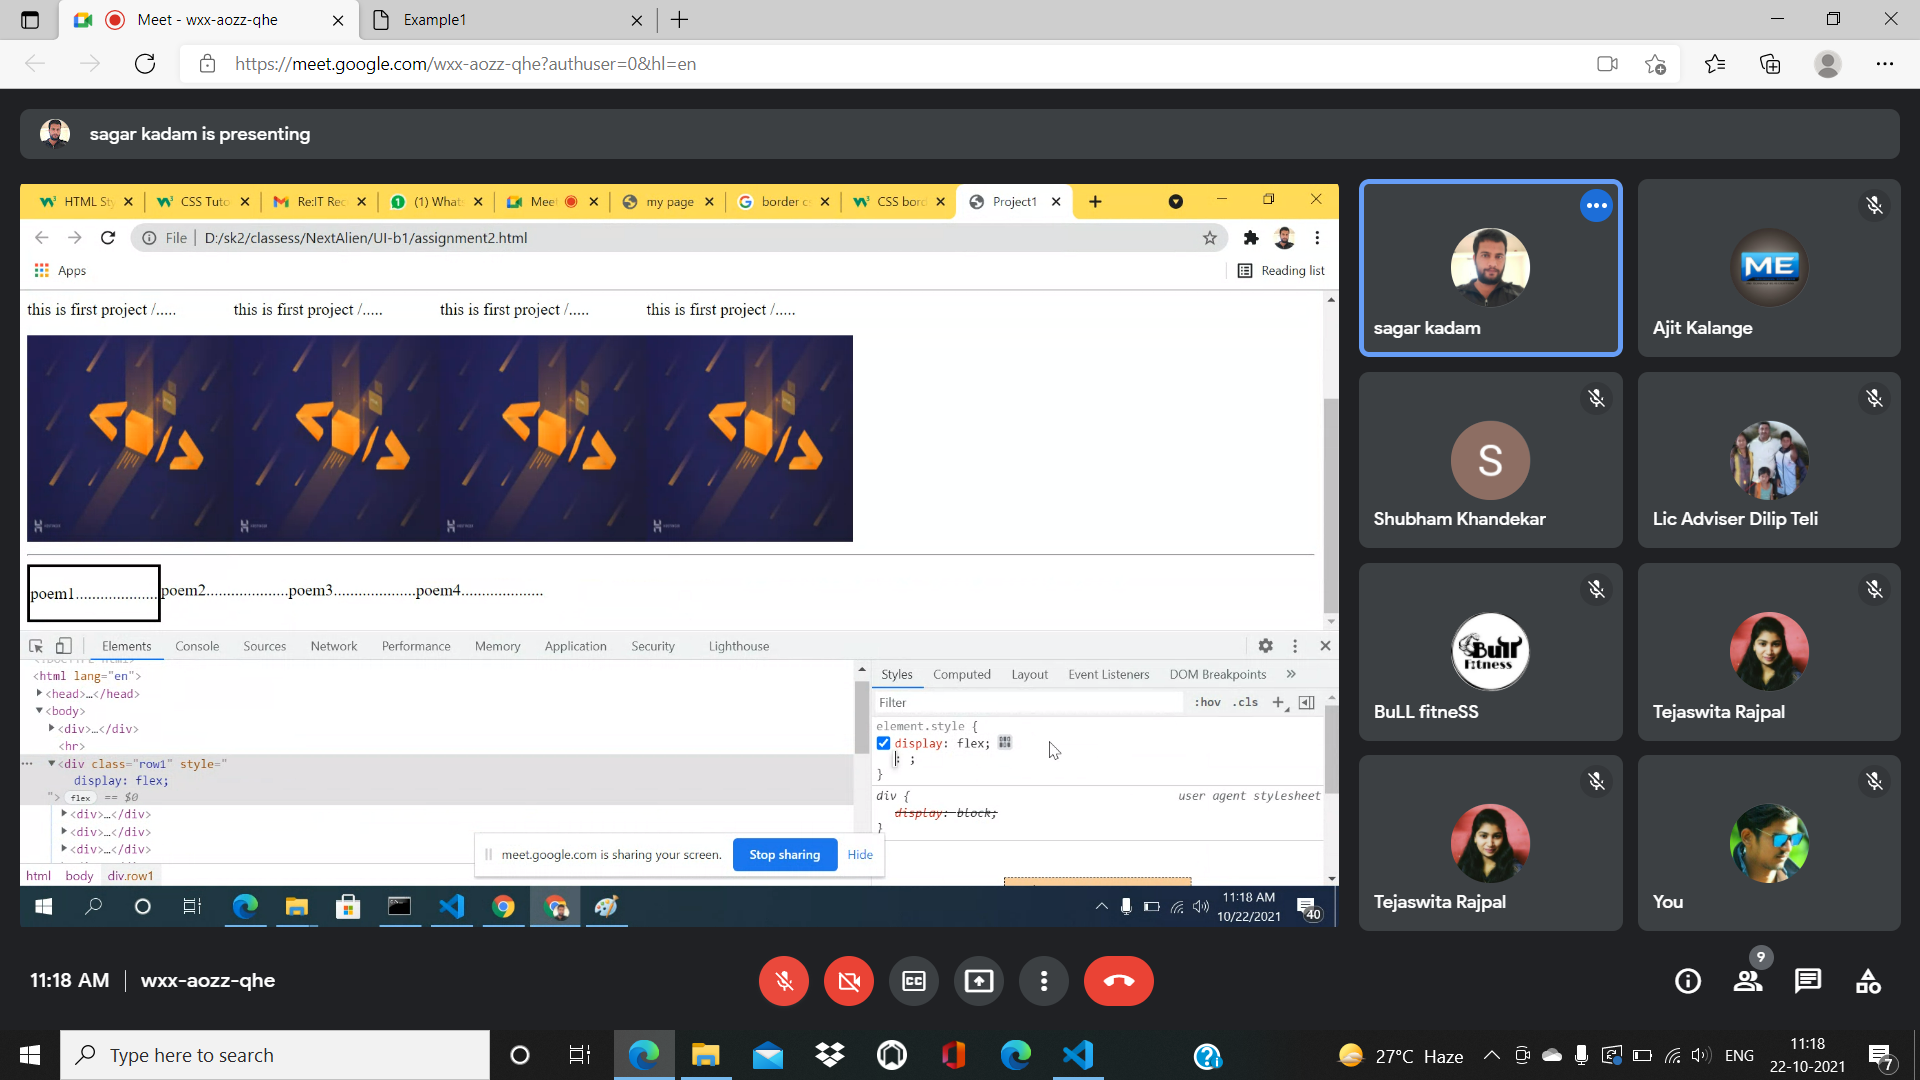 Meet - wxx-aozz-qhe
Example1
https://meet.google.com/wxx-aozz-qhe?authuser=0&hl=en
sagar kadam is presenting
HTML St
CSS Tuto
Re:IT Rec
(1) What
Meet
my page
border c
CSS bord
Project1
File
D:/sk2/classess/NextAlien/UI-b1/assignment2.html
Apps
Reading list
this is first project /.....
this is first project /.....
this is first project /.....
this is first project /.....
poem1....................
poem2....................poem3....................poem4....................
Elements
Console
Sources
Network
Performance
Memory
Application
Security
Lighthouse
<html lang="en">
<head>…</head>
<body>
<div>…</div>
<hr>
<div class="row1" style="
display: flex;
"> flex == $0
<div>…</div>
<div>…</div>
<div>…</div>
html body div.row1
Styles
Computed
Layout
Event Listeners
DOM Breakpoints
»
Filter
:hov .cls
element.style {
display: flex;
: ;
}
div {
user agent stylesheet
display: block;
}
meet.google.com is sharing your screen.
Stop sharing
Hide
11:18 AM
10/22/2021
40
sagar kadam
ME
Ajit Kalange
S
Shubham Khandekar
Lic Adviser Dilip Teli
BuLL Fitness
BuLL fitneSS
Tejaswita Rajpal
Tejaswita Rajpal
You
11:18 AM
wxx-aozz-qhe
9
Type here to search
27°C Haze
ENG
11:18
22-10-2021
7